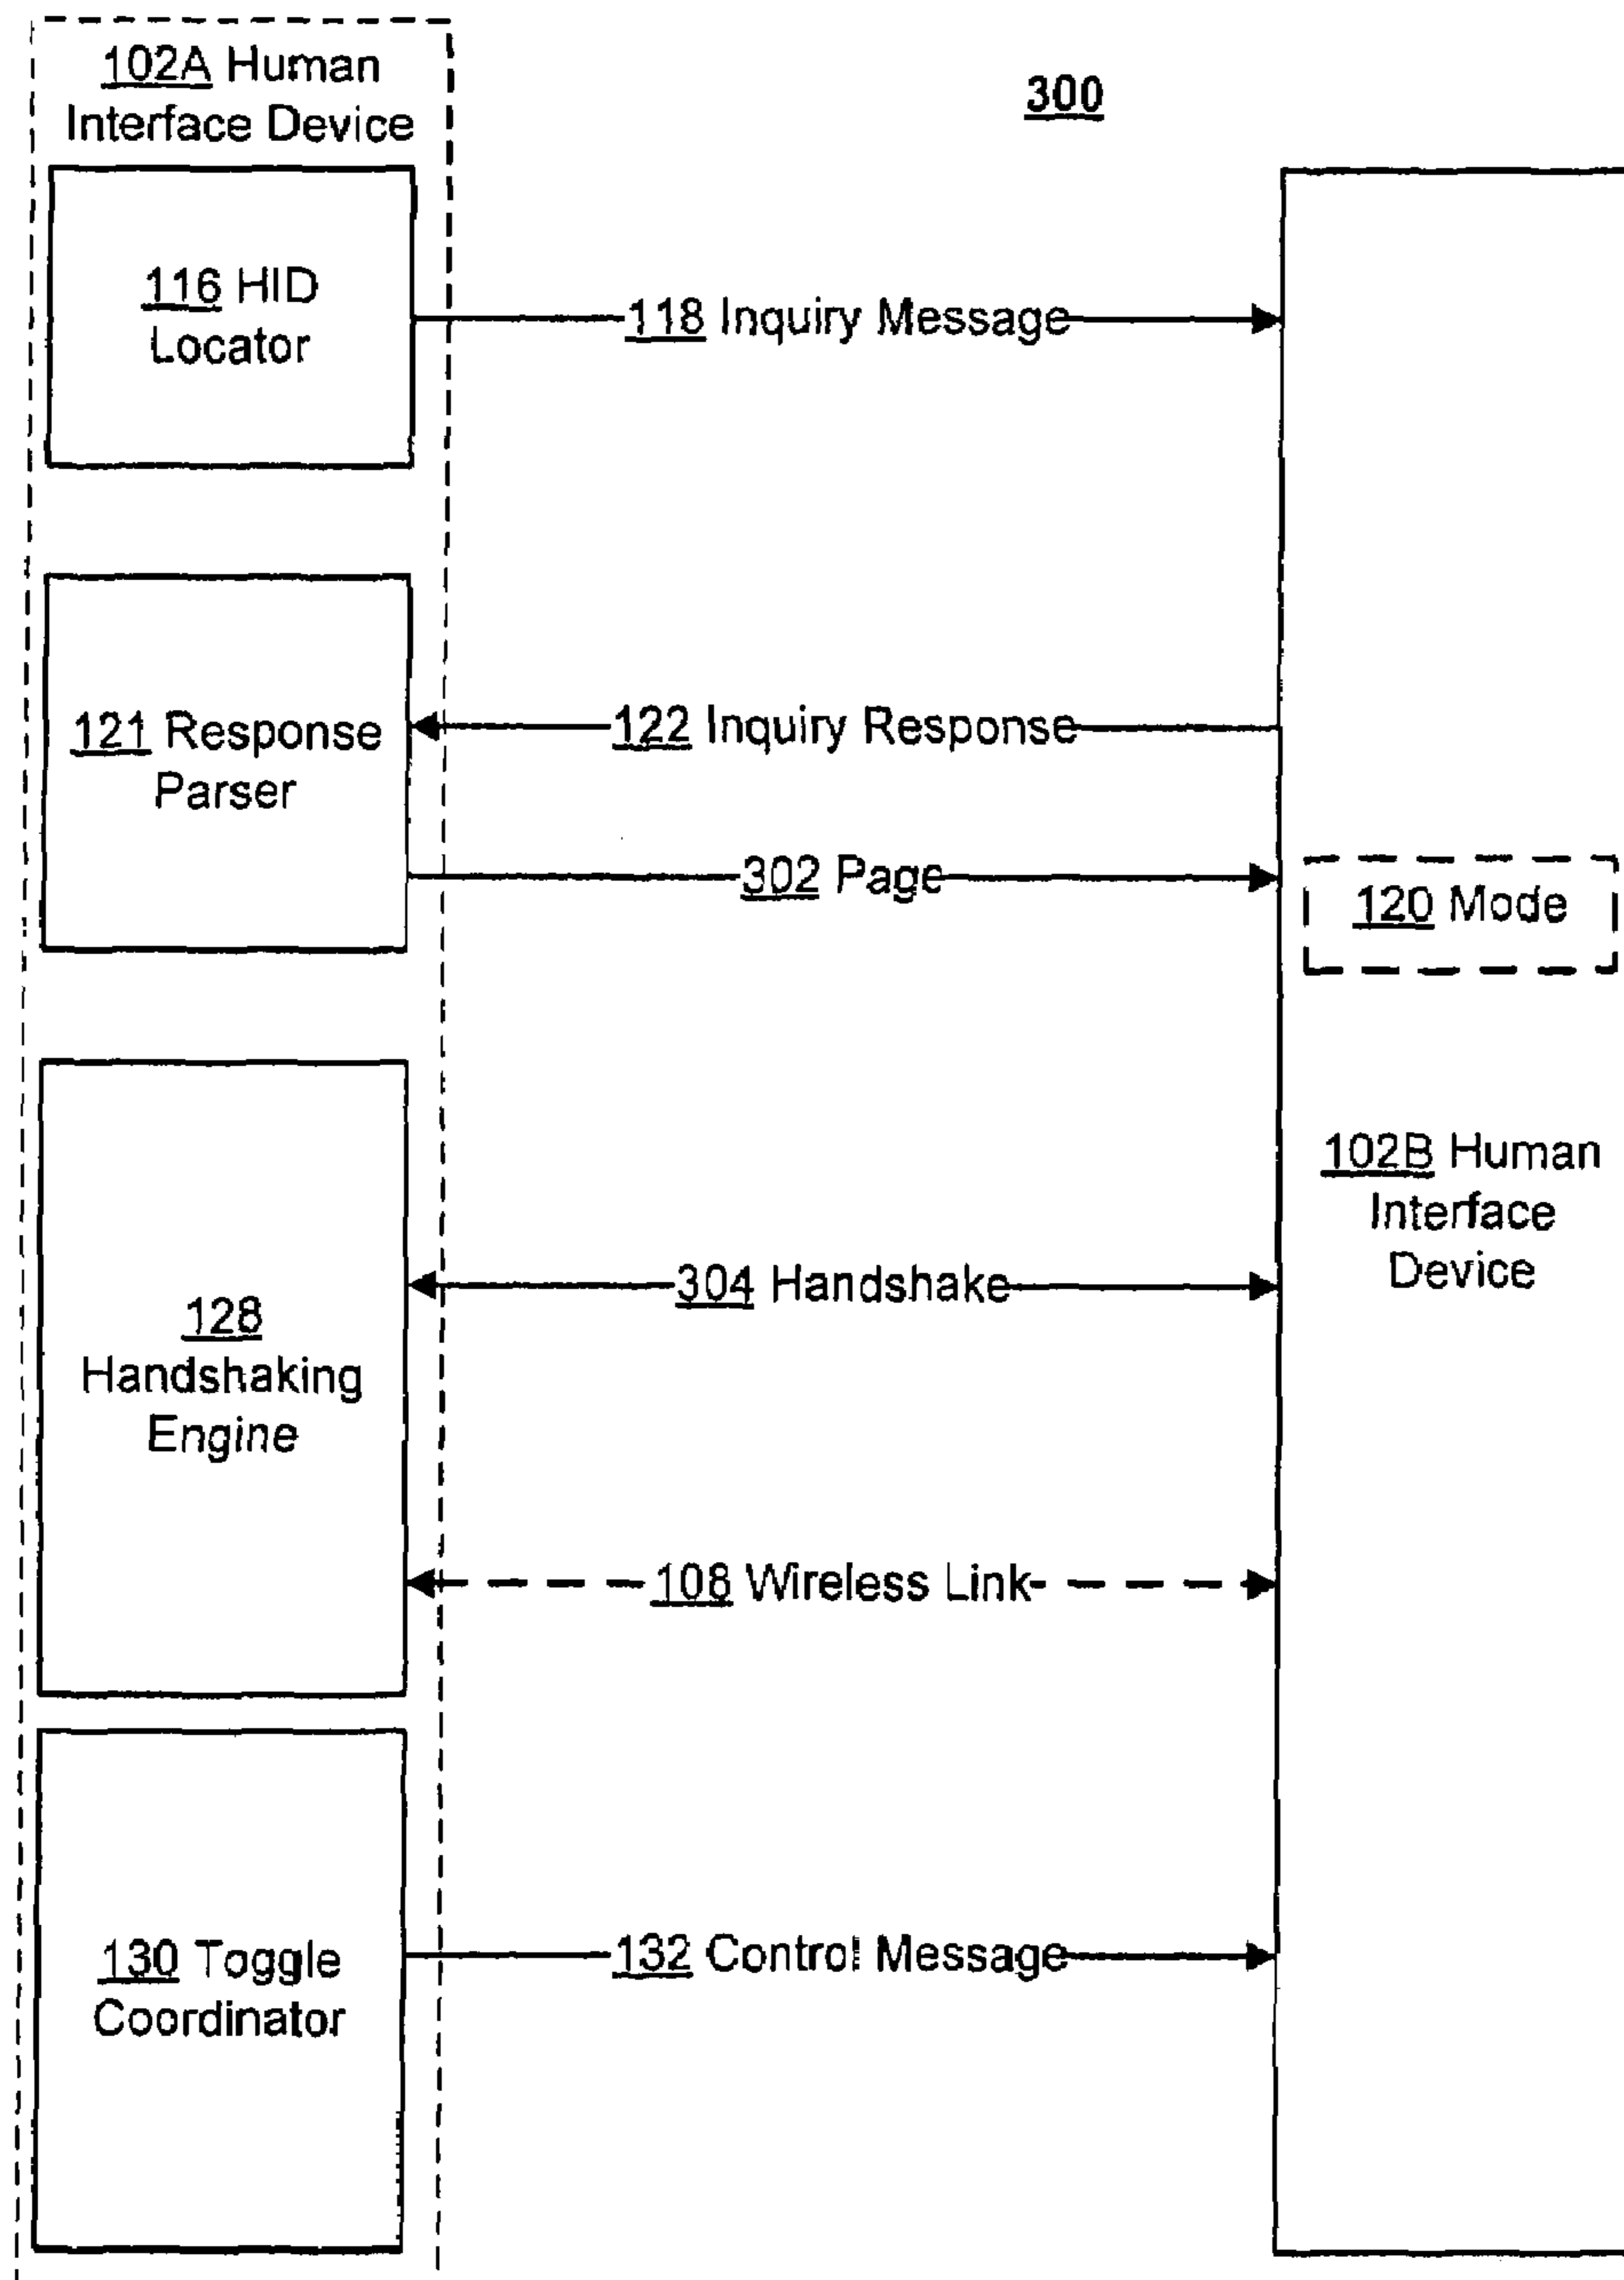 102A Human
Interface Device
300
116 HID
Locator
118 Inquiry Message
121 Response
Parser
122 Inquiry Response
302 Page
120 Mode
102B Human
Interface
Device
304 Handshake
128
Handshaking
Engine
108 Wireless Link
130 Toggle
Coordinator
132 Control Message